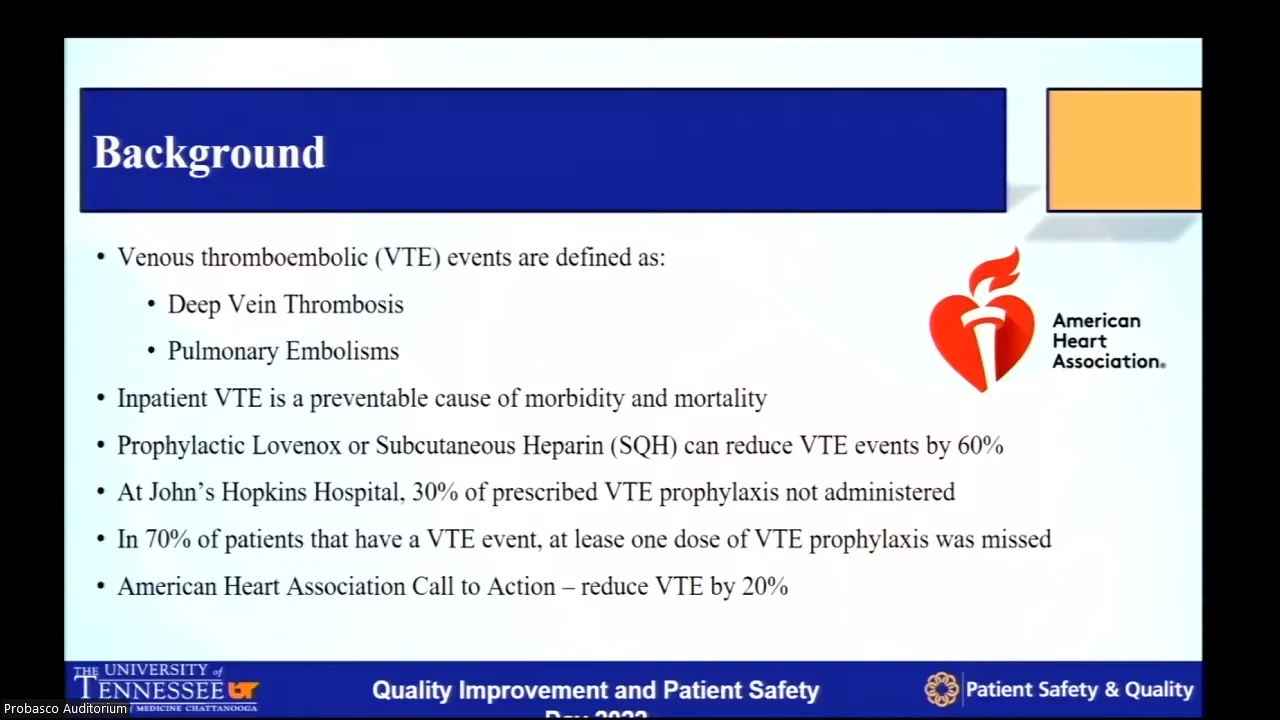 Background
• Venous thromboembolic (VTE) events are defined as:
• Deep Vein Thrombosis
• Pulmonary Embolisms
American
Heart
Association.
• Inpatient VTE is a preventable cause of morbidity and mortality
• Prophylactic Lovenox or Subcutaneous Heparin (SQH) can reduce VTE events by 60%
• At John’s Hopkins Hospital, 30% of prescribed VTE prophylaxis not administered
• In 70% of patients that have a VTE event, at lease one dose of VTE prophylaxis was missed
• American Heart Association Call to Action – reduce VTE by 20%
THE UNIVERSITY of
TENNESSEE UT
MEDICINE CHATTANOOGA
Quality Improvement and Patient Safety
Patient Safety & Quality
Probasco Auditorium